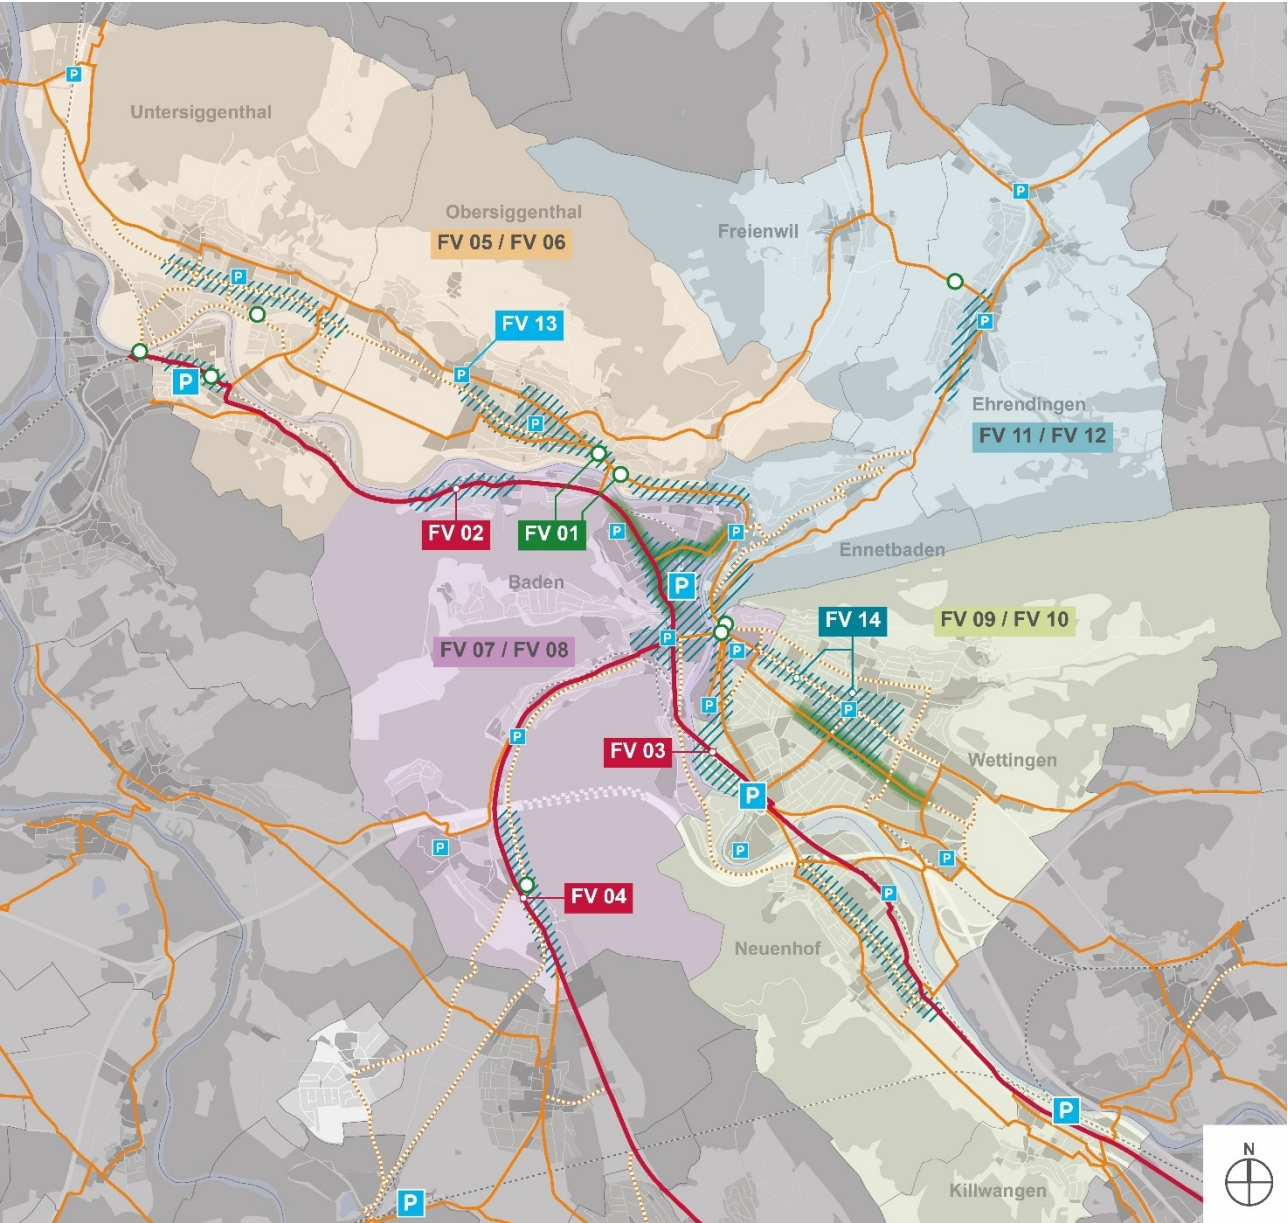 P
Untersiggenthal
Obersiggenthal
FV 05 / FV 06
P
Freienwil
P
FV 13
P
P
P
P
Ehrendingen
FV 11 / FV 12
P
FV 02
FV 01
P
P
Ennetbaden
Baden
P
FV 14
FV 09 / FV 10
P
FV 07 / FV 08
P
P
P
P
FV 03
Wettingen
P
P
P
P
P
FV 04
Neuenhof
P
N
Killwangen
P